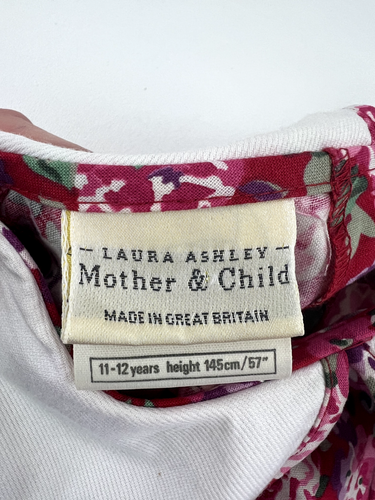 - LAURA ASHLEY -
Mother & Child
MADE IN GREAT BRITAIN
11-12 years height 145cm/57"